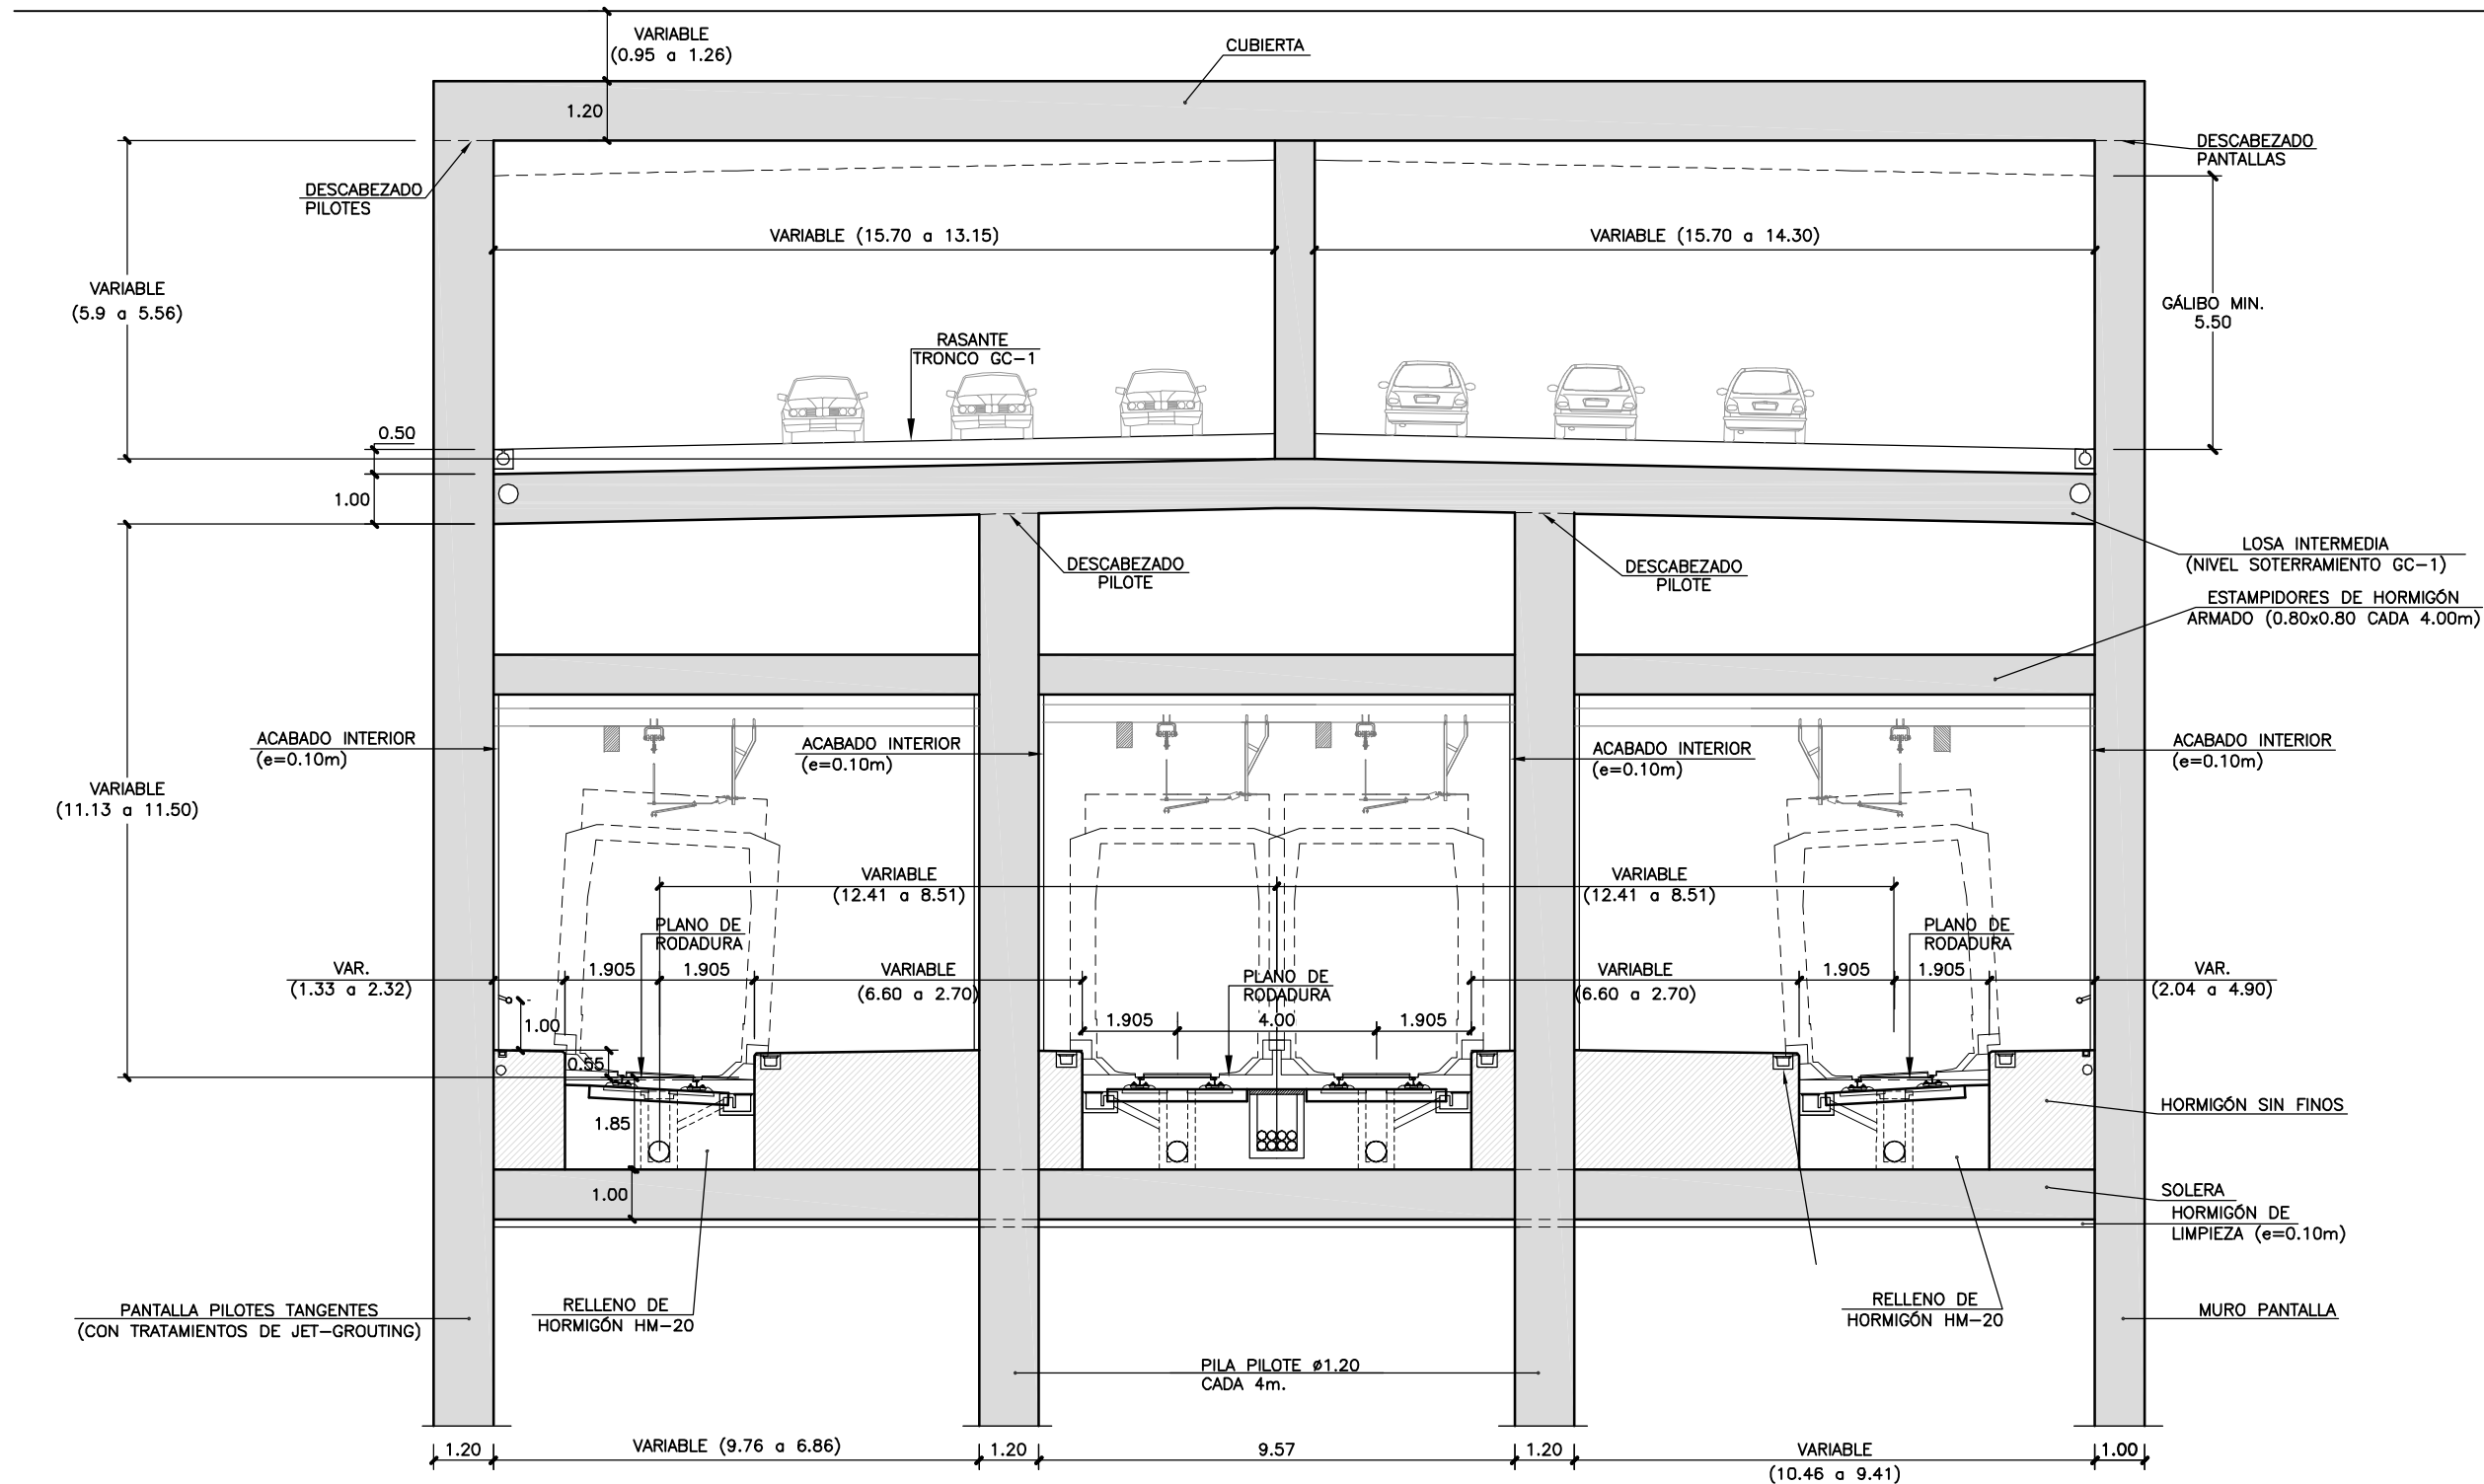 VARIABLE
(0.95 a 1.26)
CUBIERTA
1.20
DESCABEZADO
PANTALLAS
DESCABEZADO
PILOTES
VARIABLE (15.70 a 13.15)
VARIABLE (15.70 a 14.30)
VARIABLE
(5.9 a 5.56)
GÁLIBO MIN.
5.50
RASANTE
TRONCO GC-1
0.50
1.00
DESCABEZADO
PILOTE
DESCABEZADO
PILOTE
LOSA INTERMEDIA
(NIVEL SOTERRAMIENTO GC-1)
ESTAMPIDORES DE HORMIGÓN
ARMADO (0.80x0.80 CADA 4.00m)
ACABADO INTERIOR
(e=0.10m)
ACABADO INTERIOR
(e=0.10m)
ACABADO INTERIOR
(e=0.10m)
ACABADO INTERIOR
(e=0.10m)
VARIABLE
(11.13 a 11.50)
VARIABLE
(12.41 a 8.51)
VARIABLE
(12.41 a 8.51)
PLANO DE
RODADURA
PLANO DE
RODADURA
VAR.
(1.33 a 2.32)
1.905
1.905
VARIABLE
(6.60 a 2.70)
PLANO DE
RODADURA
VARIABLE
(6.60 a 2.70)
1.905
1.905
VAR.
(2.04 a 4.90)
1.00
1.905
4.00
1.905
0.55
1.85
HORMIGÓN SIN FINOS
1.00
SOLERA
HORMIGÓN DE
LIMPIEZA (e=0.10m)
PANTALLA PILOTES TANGENTES
(CON TRATAMIENTOS DE JET-GROUTING)
RELLENO DE
HORMIGÓN HM-20
RELLENO DE
HORMIGÓN HM-20
MURO PANTALLA
PILA PILOTE ø1.20
CADA 4m.
1.20
VARIABLE (9.76 a 6.86)
1.20
9.57
1.20
VARIABLE
(10.46 a 9.41)
1.00